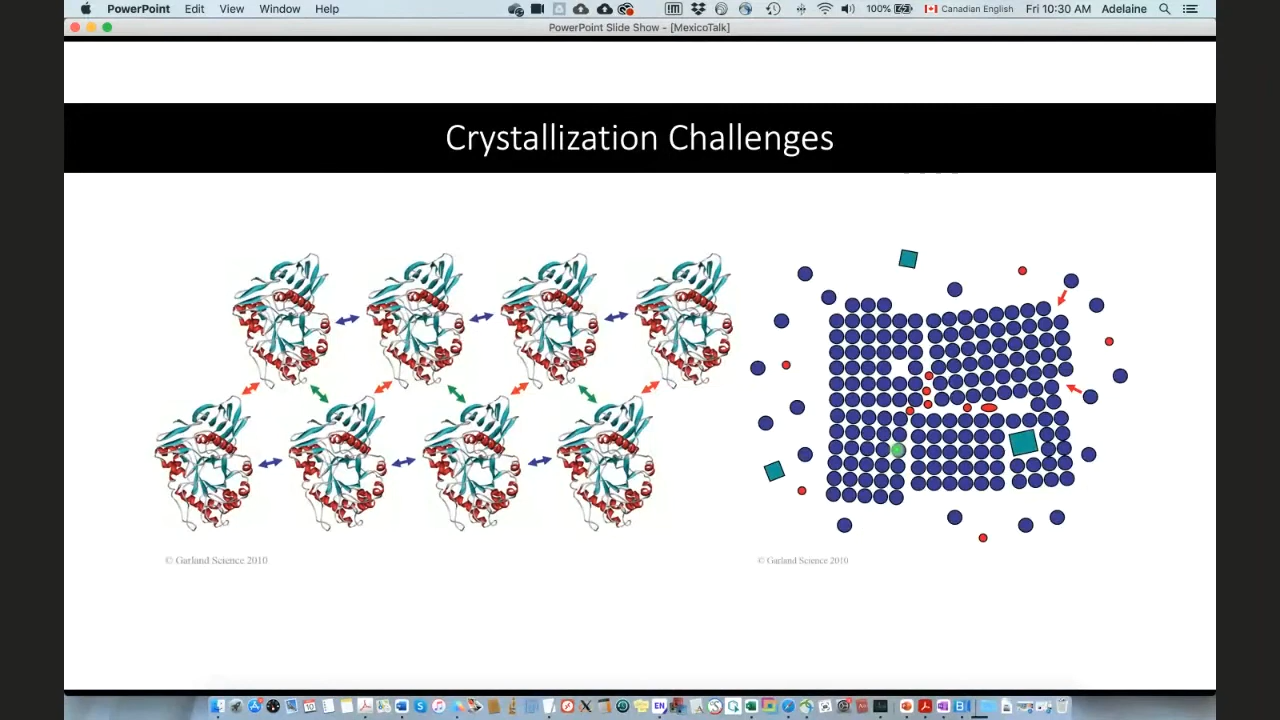 PowerPoint Edit View Window Help 100% Canadian English Fri 10:30 AM Adelaine
PowerPoint Slide Show - [MexicoTalk]
Crystallization Challenges
© Garland Science 2010
© Garland Science 2010
EN